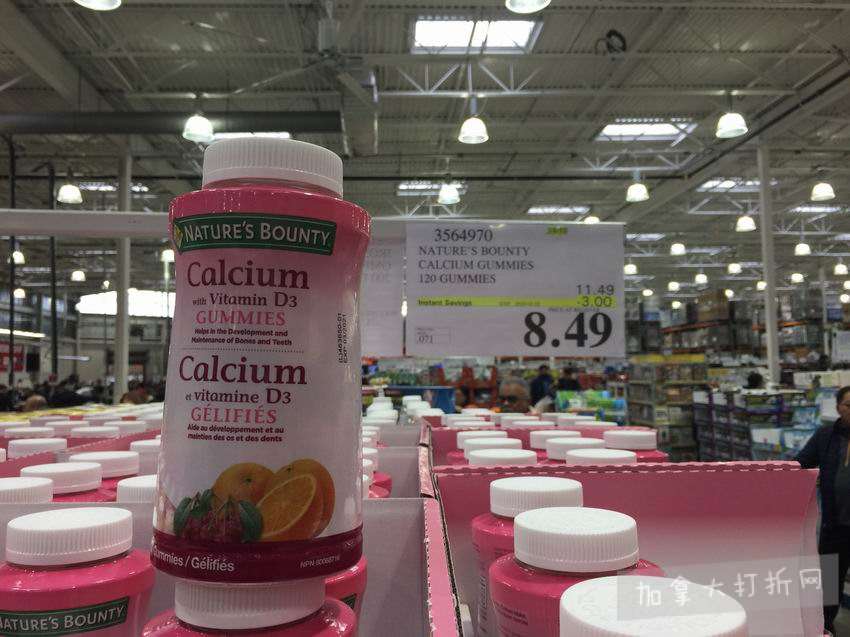 NATURE'S BOUNTY
Calcium
with Vitamin D3
GUMMIES
Helps in the Development and
Maintenance of Bones and Teeth
Calcium
et vitamine D3
GÉLIFIÉS
Aide au développement et au
maintien des os et des dents
Gummies / Gélifiés
3564970
NATURE'S BOUNTY
CALCIUM GUMMIES
120 GUMMIES
11.49
Instant Savings
-3.00
8.49
071
NATURE'S BOUNTY
加拿大打折网